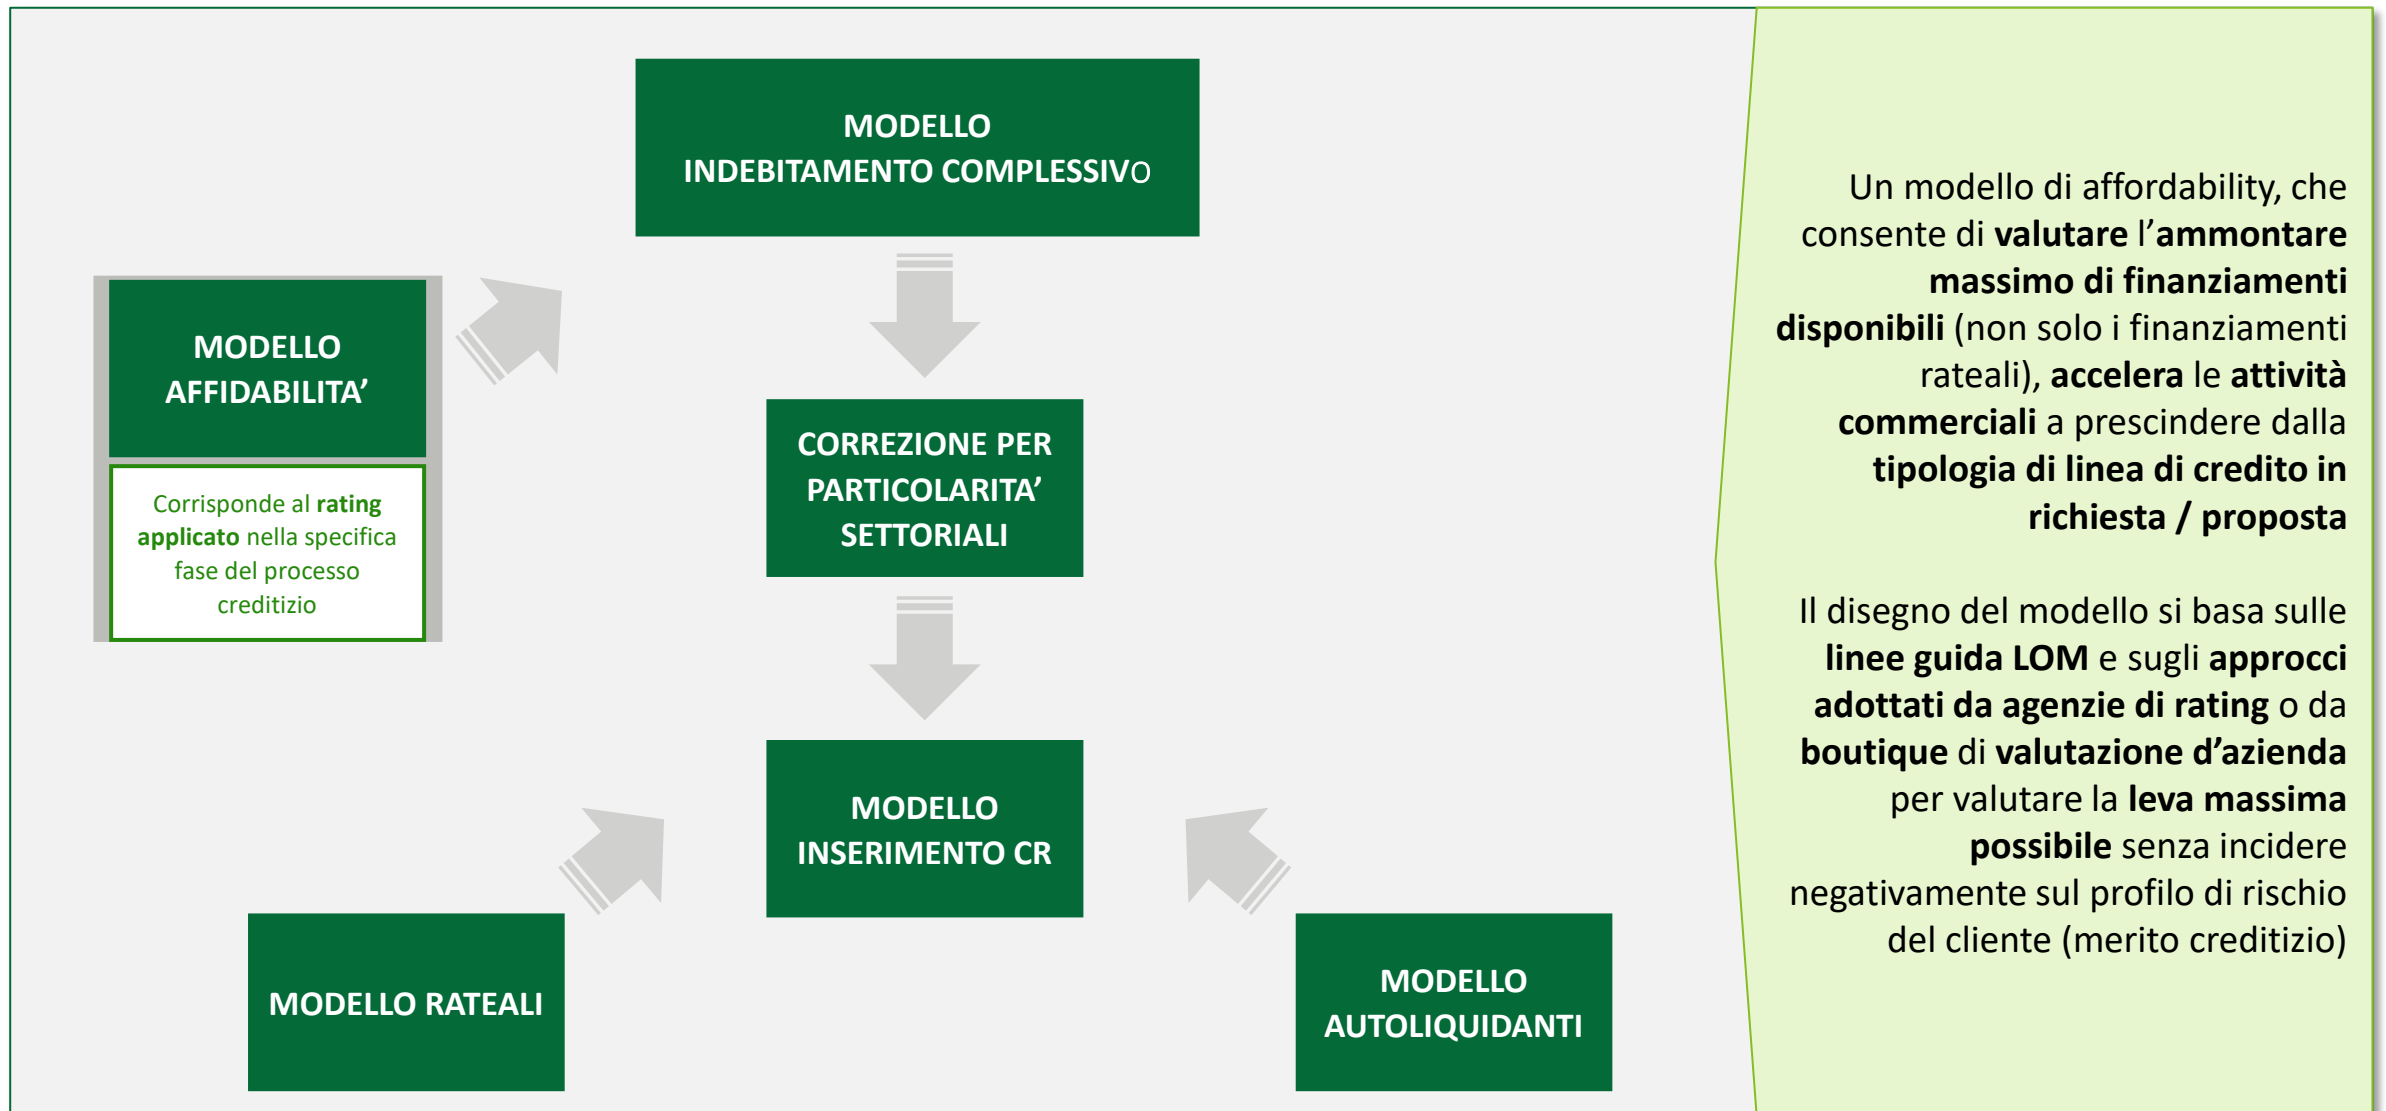 MODELLO
INDEBITAMENTO COMPLESSIVO
MODELLO
AFFIDABILITA’
Corrisponde al rating
applicato nella specifica
fase del processo
creditizio
CORREZIONE PER
PARTICOLARITA’
SETTORIALI
MODELLO
INSERIMENTO CR
MODELLO RATEALI
MODELLO
AUTOLIQUIDANTI
Un modello di affordability, che
consente di valutare l’ammontare
massimo di finanziamenti
disponibili (non solo i finanziamenti
rateali), accelera le attività
commerciali a prescindere dalla
tipologia di linea di credito in
richiesta / proposta
Il disegno del modello si basa sulle
linee guida LOM e sugli approcci
adottati da agenzie di rating o da
boutique di valutazione d’azienda
per valutare la leva massima
possibile senza incidere
negativamente sul profilo di rischio
del cliente (merito creditizio)